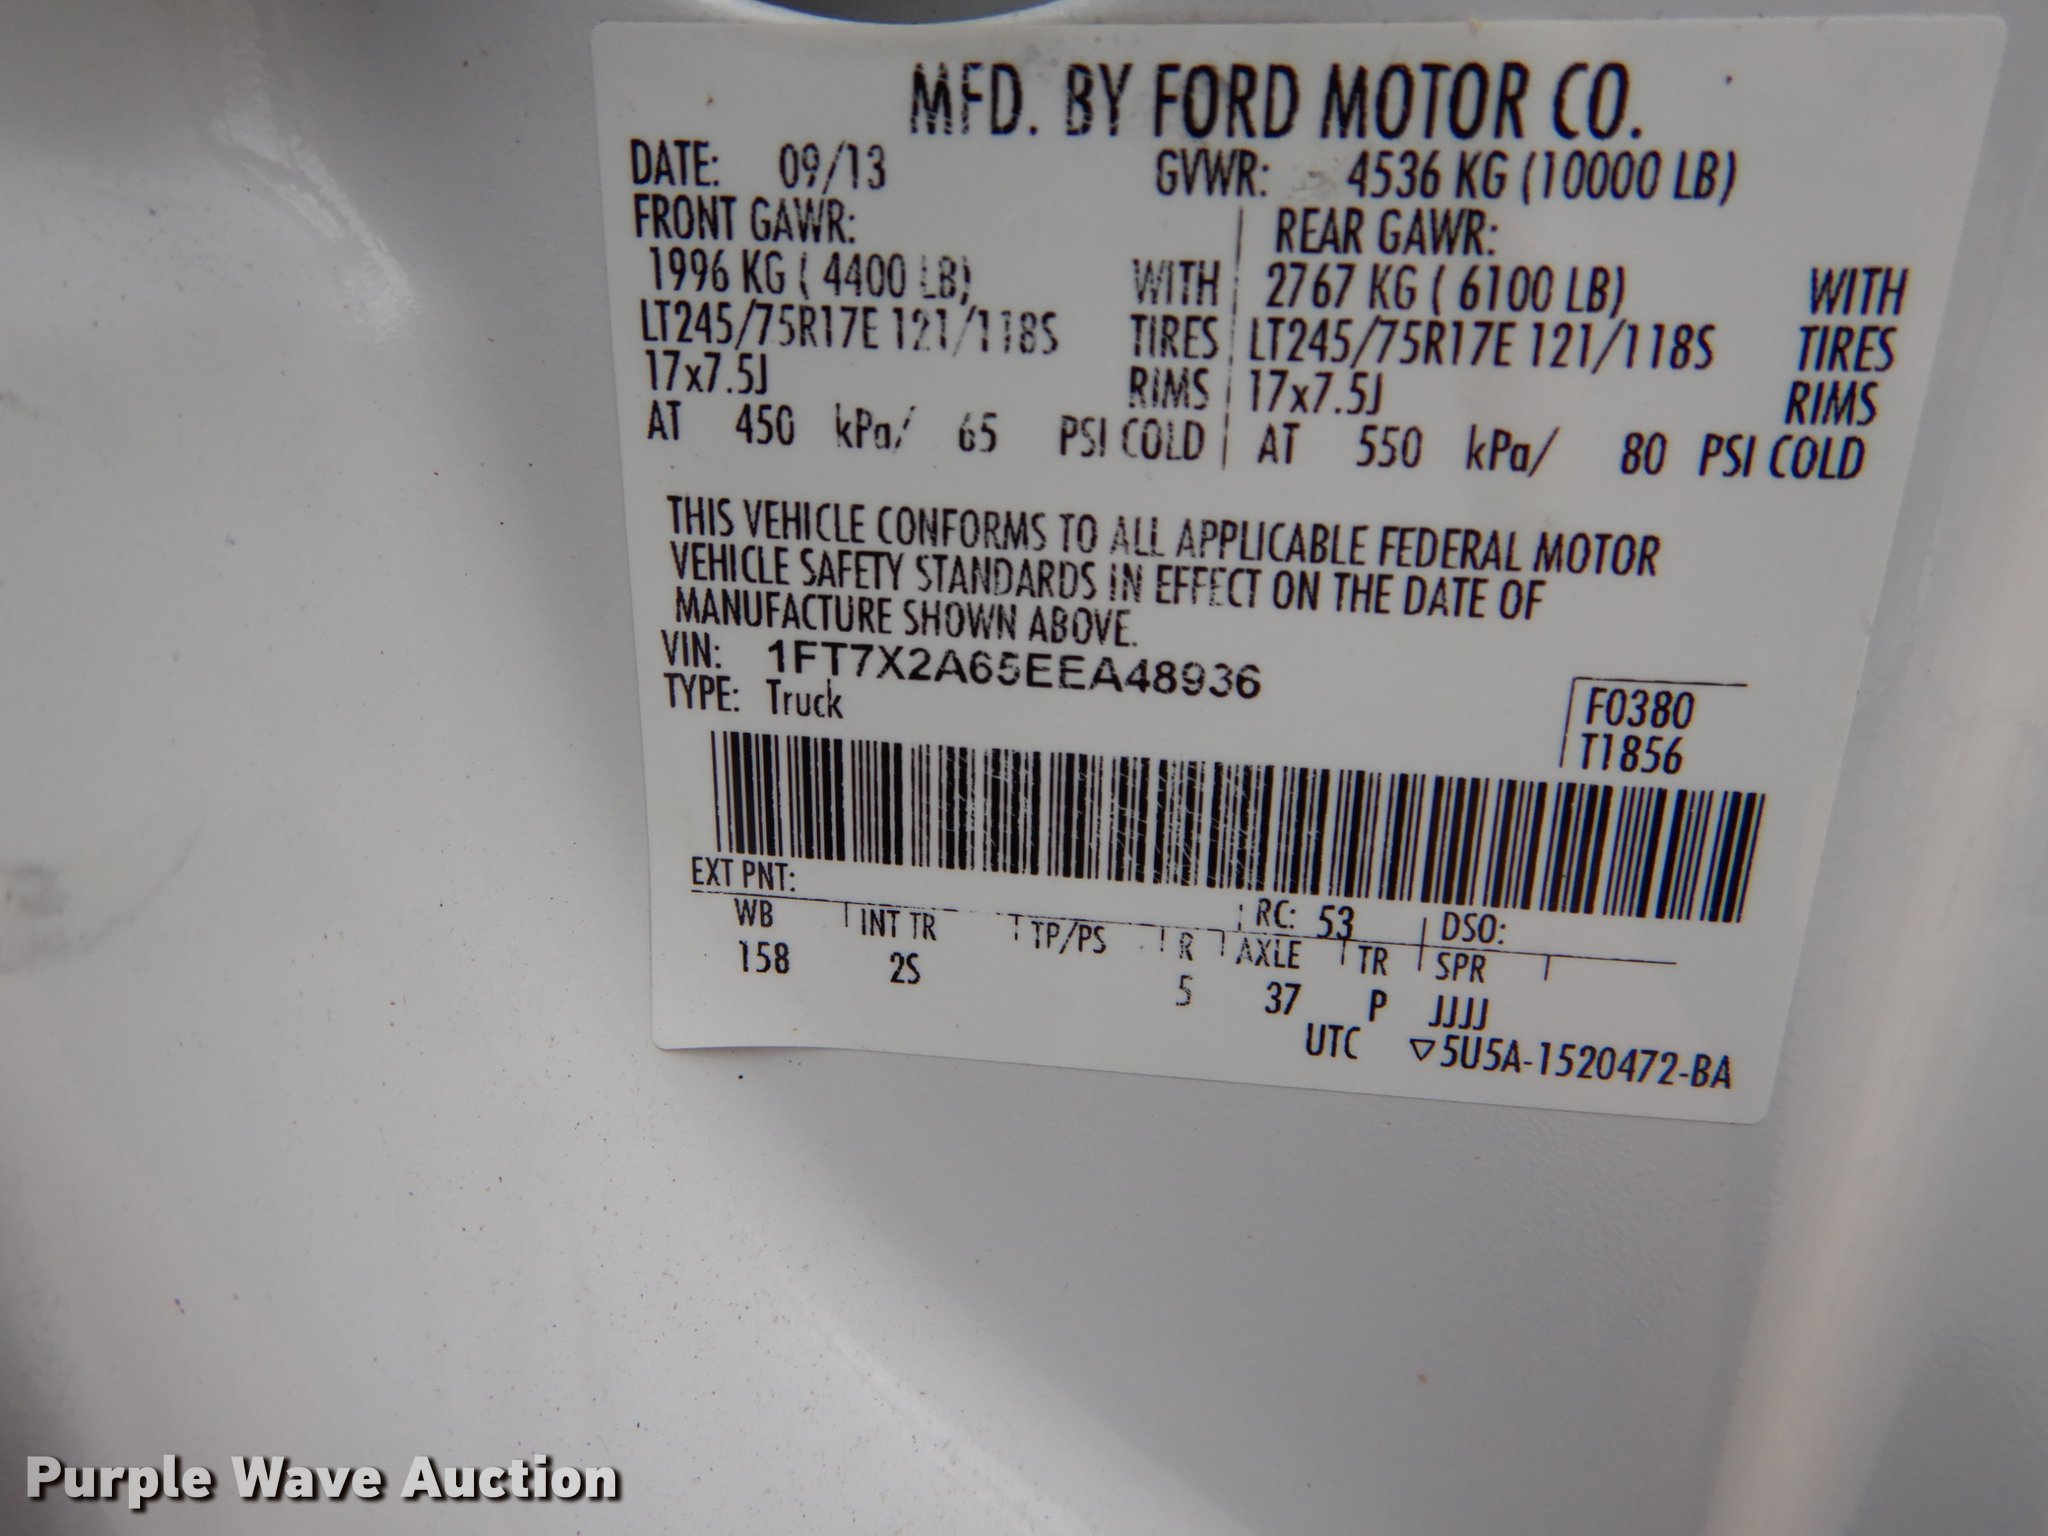 MFD. BY FORD MOTOR CO.
DATE: 09/13 GVWR: 4536 KG (10000 LB)
FRONT GAWR: REAR GAWR:
1996 KG ( 4400 LB) WITH 2767 KG ( 6100 LB) WITH
LT245/75R17E 121/118S TIRES LT245/75R17E 121/118S TIRES
17x7.5J RIMS 17x7.5J RIMS
AT 450 kPa/ 65 PSI COLD AT 550 kPa/ 80 PSI COLD
THIS VEHICLE CONFORMS TO ALL APPLICABLE FEDERAL MOTOR
VEHICLE SAFETY STANDARDS IN EFFECT ON THE DATE OF
MANUFACTURE SHOWN ABOVE.
VIN: 1FT7X2A65EEA48936
TYPE: Truck
F0380
T1856
EXT PNT: RC: 53 DSO:
WB INT TR TP/PS R AXLE TR SPR
158 2S 5 37 P JJJJ
UTC ▽5U5A-1520472-BA
Purple Wave Auction